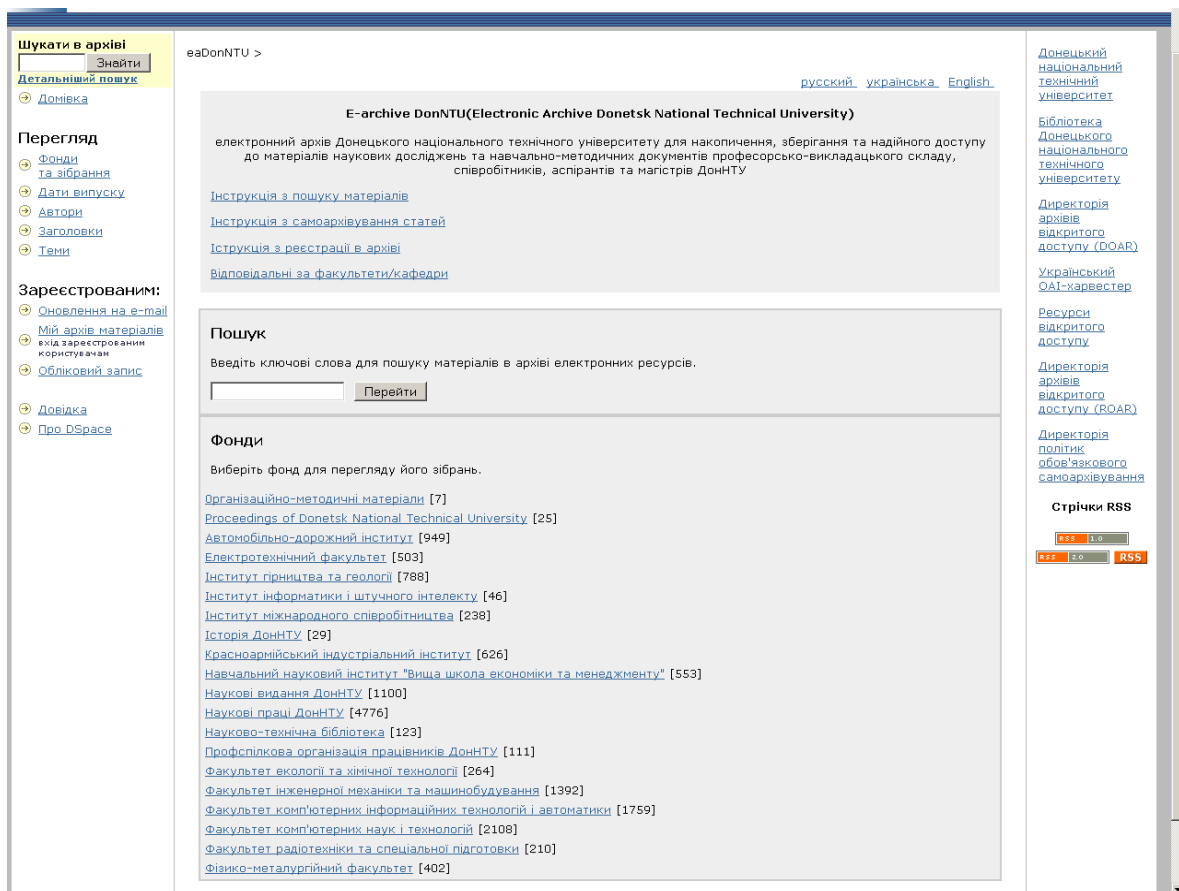 Шукати в архіві
Знайти
Детальніший пошук
Домівка
Перегляд
Фонди
та зібрання
Дати випуску
Автори
Заголовки
Теми
Зареєстрованим:
Оновлення на e-mail
Мій архів матеріалів
вхід зареєстрованим
користувачам
Обліковий запис
Довідка
Про DSpace
eaDonNTU >
русский українська English
E-archive DonNTU(Electronic Archive Donetsk National Technical University)
електронний архів Донецького національного технічного університету для накопичення, зберігання та надійного доступу
до матеріалів наукових досліджень та навчально-методичних документів професорсько-викладацького складу,
співробітників, аспірантів та магістрів ДонНТУ
Інструкція з пошуку матеріалів
Інструкція з самоархівування статей
Іструкція з реєстрації в архіві
Відповідальні за факультети/кафедри
Пошук
Введіть ключові слова для пошуку матеріалів в архіві електронних ресурсів.
Перейти
Фонди
Виберіть фонд для перегляду його зібрань.
Організаційно-методичні матеріали [7]
Proceedings of Donetsk National Technical University [25]
Автомобільно-дорожний інститут [949]
Електротехнічний факультет [503]
Інститут гірництва та геології [788]
Інститут інформатики і штучного інтелекту [46]
Інститут міжнародного співробітництва [238]
Історія ДонНТУ [29]
Красноармійський індустріальний інститут [626]
Навчальний науковий інститут "Вища школа економіки та менеджменту" [553]
Наукові видання ДонНТУ [1100]
Наукові праці ДонНТУ [4776]
Науково-технічна бібліотека [123]
Профспілкова організація працівників ДонНТУ [111]
Факультет екології та хімічної технології [264]
Факультет інженерної механіки та машинобудування [1392]
Факультет комп'ютерних інформаційних технологій і автоматики [1759]
Факультет комп'ютерних наук і технологій [2108]
Факультет радіотехніки та спеціальної підготовки [210]
Фізико-металургійний факультет [402]
Донецький
національний
технічний
університет
Бібліотека
Донецького
національного
технічного
університету
Директорія
архівів
відкритого
доступу (DOAR)
Український
OAI-харвестер
Ресурси
відкритого
доступу
Директорія
архівів
відкритого
доступу (ROAR)
Директорія
політик
обов'язкового
самоархівування
Стрічки RSS
RSS 1.0
RSS 2.0 RSS